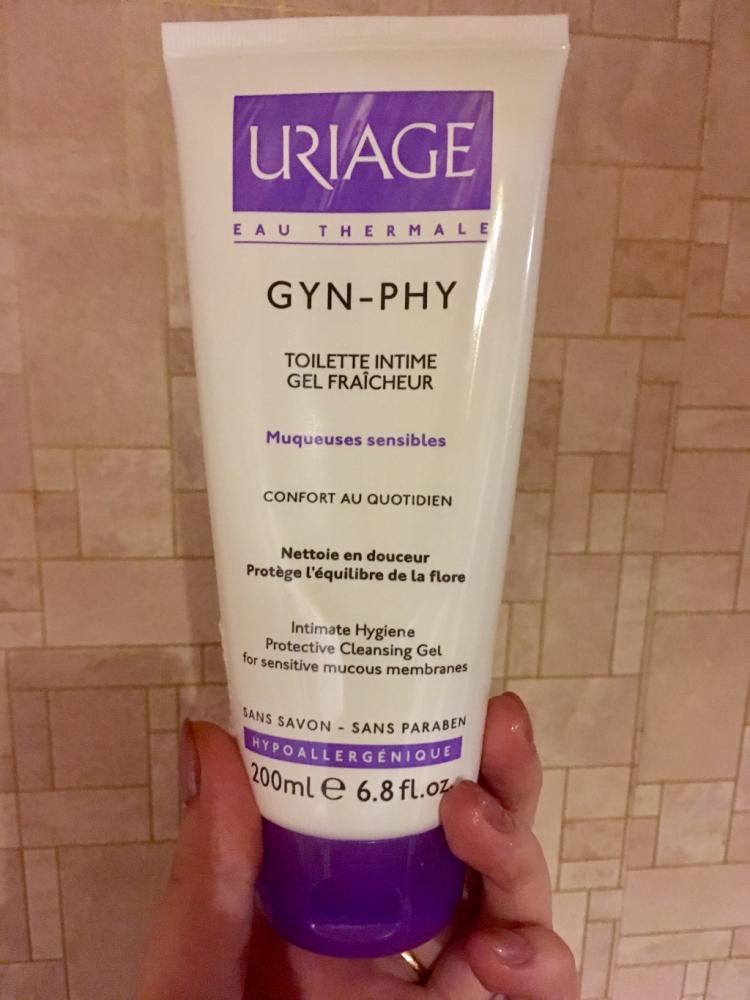 URIAGE
EAU THERMALE
GYN-PHY
TOILETTE INTIME
GEL FRAÎCHEUR
Muqueuses sensibles
CONFORT AU QUOTIDIEN
Nettoie en douceur
Protège l'équilibre de la flore
Intimate Hygiene
Protective Cleansing Gel
for sensitive mucous membranes
SANS SAVON - SANS PARABEN
HYPOALLERGÉNIQUE
200ml e 6.8 fl.oz.